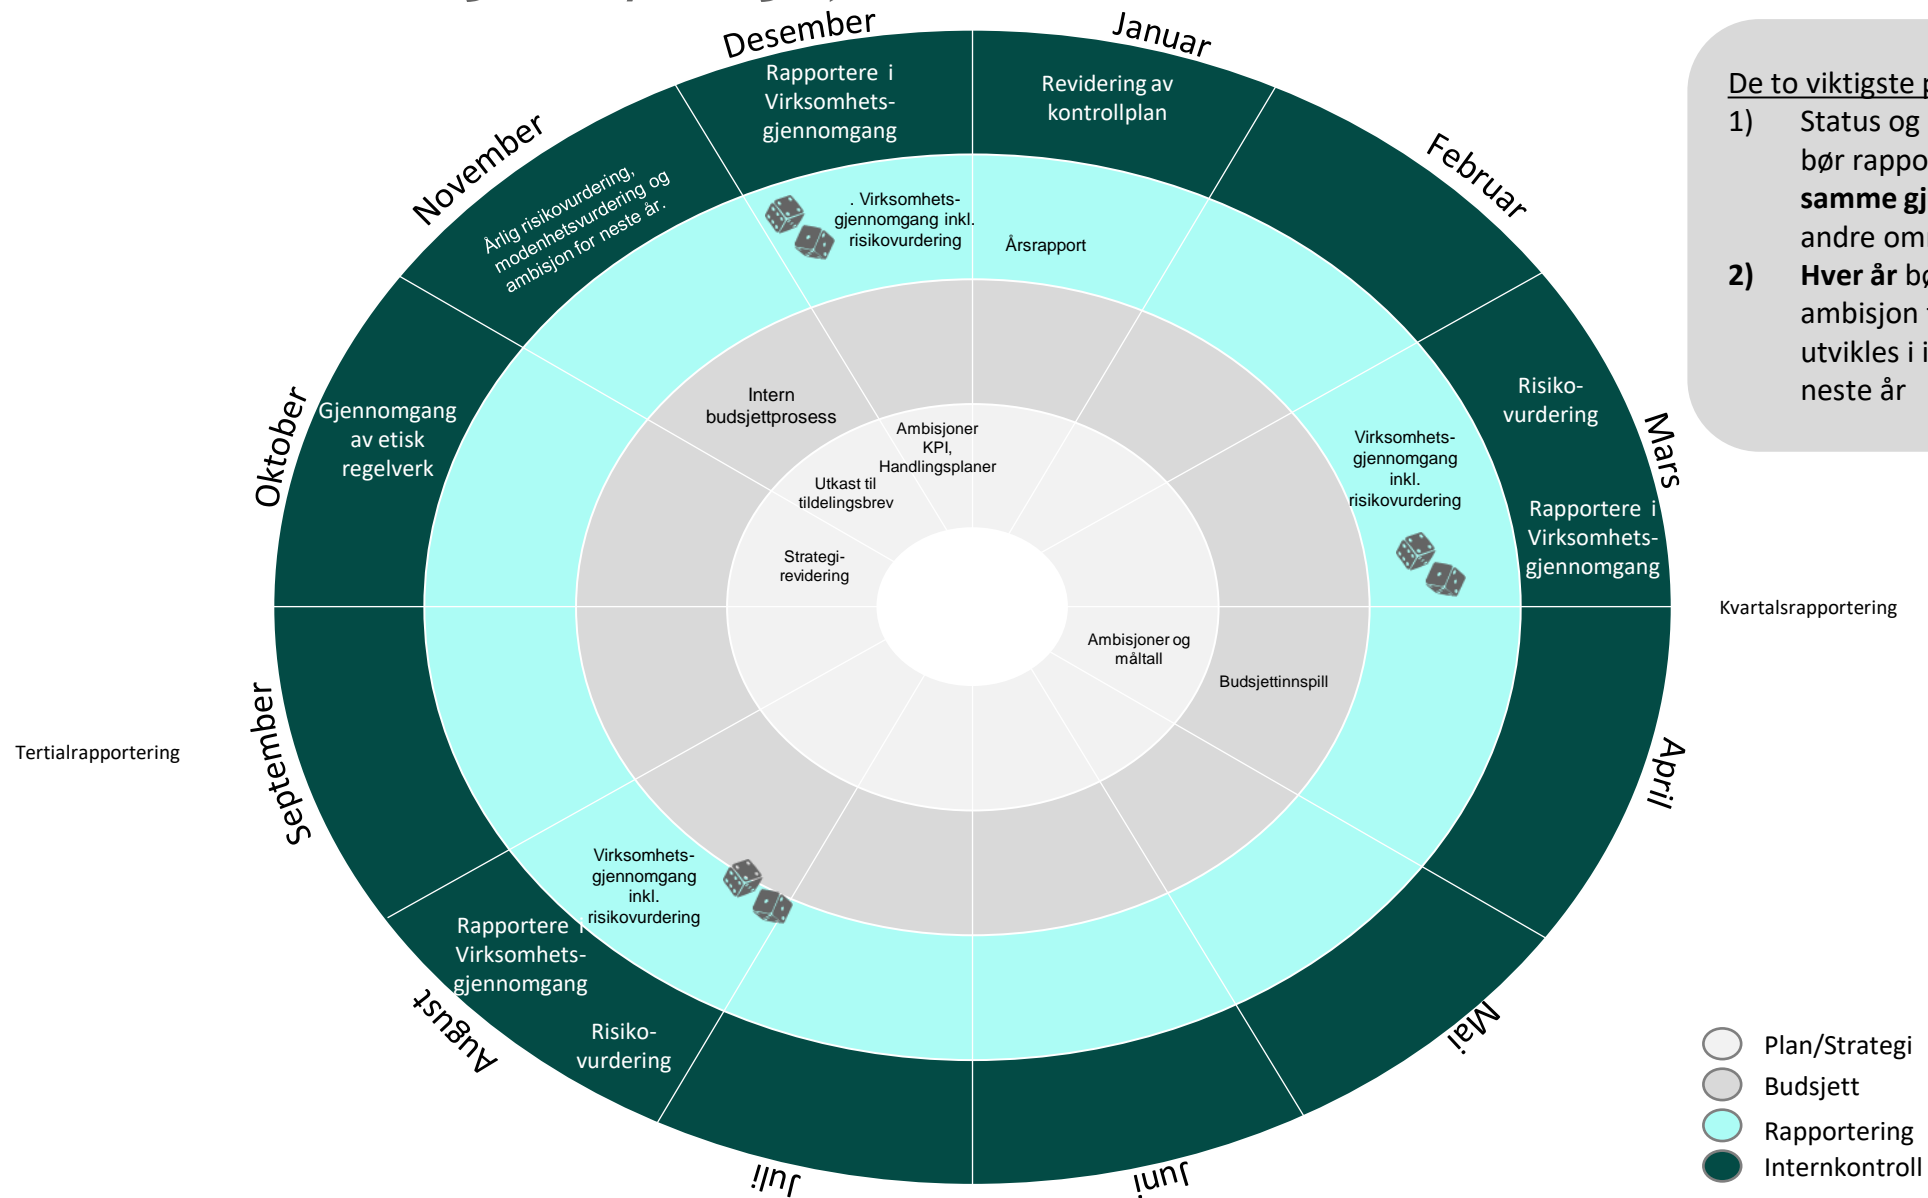 Desember
Januar
Februar
Mars
April
Mai
Juni
Juli
August
September
Oktober
November
Rapportere i
Virksomhets-
gjennomgang
Revidering av
kontrollplan
Risiko-
vurdering
Rapportere i
Virksomhets-
gjennomgang
Risiko-
vurdering
Rapportere i
Virksomhets-
gjennomgang
Gjennomgang
av etisk
regelverk
Årlig risikovurdering,
modenhetsvurdering og
ambisjon for neste år.
. Virksomhets-
gjennomgang inkl.
risikovurdering
Årsrapport
Virksomhets-
gjennomgang
inkl.
risikovurdering
Virksomhets-
gjennomgang
inkl.
risikovurdering
Intern
budsjettprosess
Budsjettinnspill
Ambisjoner
KPI,
Handlingsplaner
Utkast til
tildelingsbrev
Strategi-
revidering
Ambisjoner og
måltall
Kvartalsrapportering
Tertialrapportering
De to viktigste
1) Status og
bør
samme
andre
2) Hver år
ambisjon
utvikles i
neste år
Plan/Strategi
Budsjett
Rapportering
Internkontroll